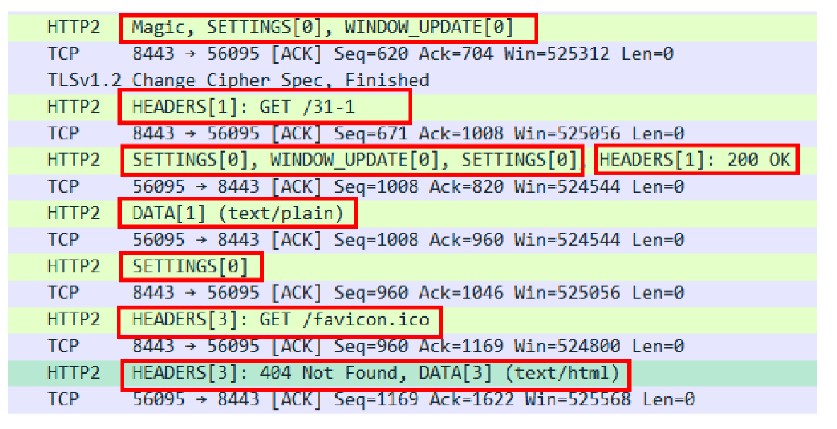 HTTP2 Magic, SETTINGS[0], WINDOW_UPDATE[0]
TCP 8443 → 56095 [ACK] Seq=620 Ack=704 Win=525312 Len=0
TLSv1.2 Change Cipher Spec, Finished
HTTP2 HEADERS[1]: GET /31-1
TCP 8443 → 56095 [ACK] Seq=671 Ack=1008 Win=525056 Len=0
HTTP2 SETTINGS[0], WINDOW_UPDATE[0], SETTINGS[0], HEADERS[1]: 200 OK
TCP 56095 → 8443 [ACK] Seq=1008 Ack=820 Win=524544 Len=0
HTTP2 DATA[1] (text/plain)
TCP 56095 → 8443 [ACK] Seq=1008 Ack=960 Win=524544 Len=0
HTTP2 SETTINGS[0]
TCP 8443 → 56095 [ACK] Seq=960 Ack=1046 Win=525056 Len=0
HTTP2 HEADERS[3]: GET /favicon.ico
TCP 8443 → 56095 [ACK] Seq=960 Ack=1169 Win=524800 Len=0
HTTP2 HEADERS[3]: 404 Not Found, DATA[3] (text/html)
TCP 56095 → 8443 [ACK] Seq=1169 Ack=1622 Win=525568 Len=0